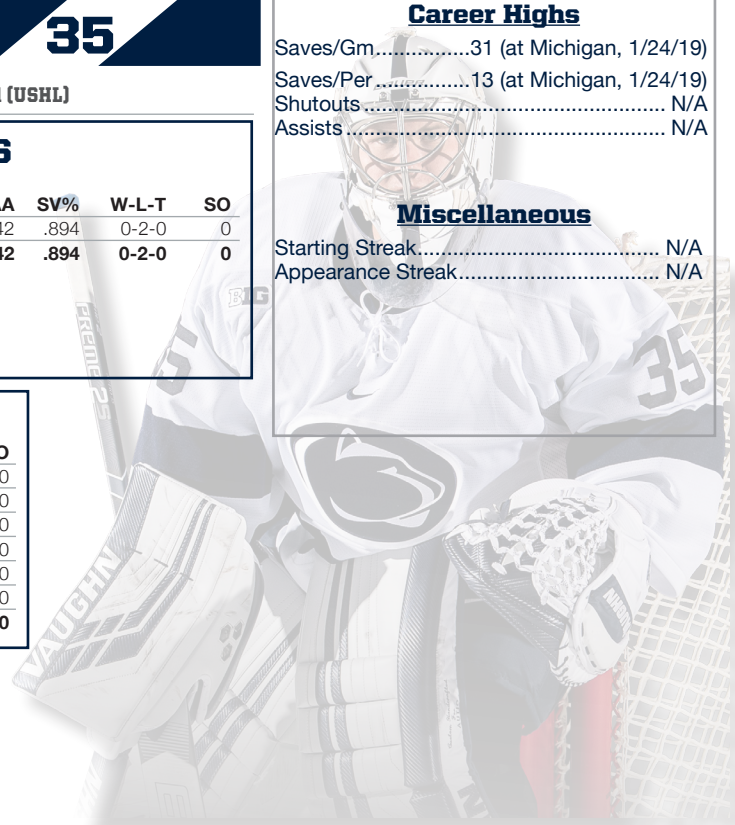 35
(USHL)
SV% W-L-T SO
.894 0-2-0 0
.894 0-2-0 0
0
0
0
0
0
0
0
Career Highs
Saves/Gm...............31 (at Michigan, 1/24/19)
Saves/Per...............13 (at Michigan, 1/24/19)
Shutouts....................................................... N/A
Assists.......................................................... N/A
Miscellaneous
Starting Streak............................................ N/A
Appearance Streak.................................... N/A
35
VAUGHN